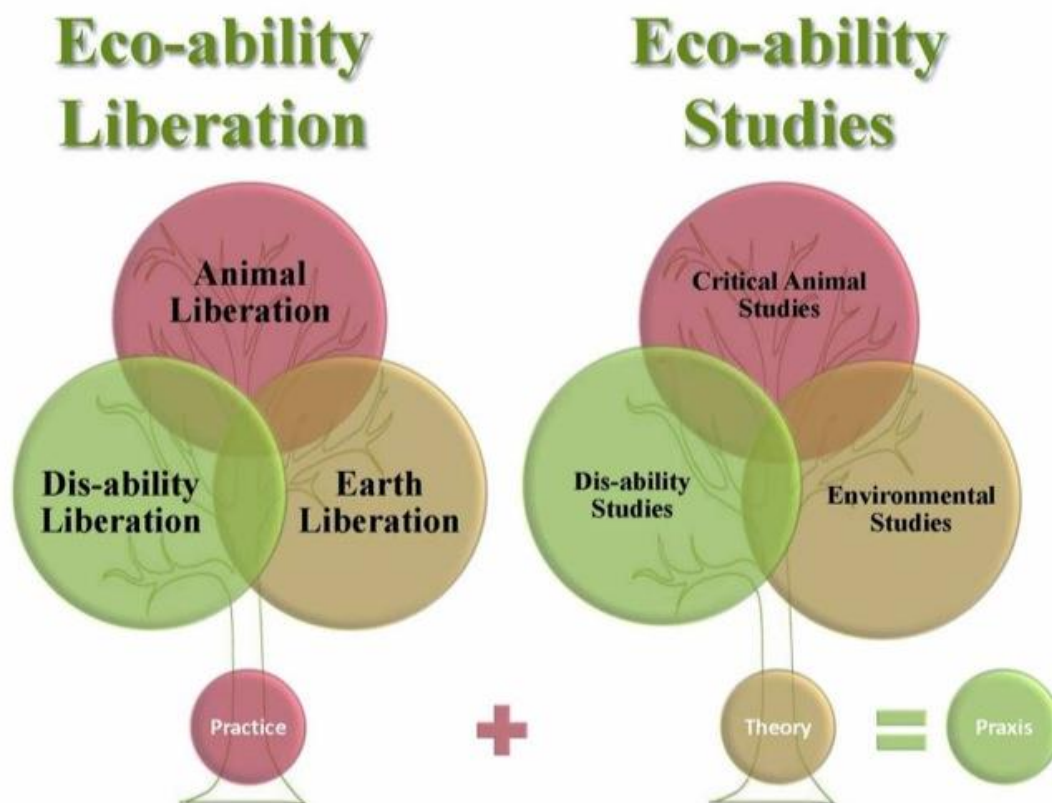 Eco-ability
Liberation
Animal
Liberation
Dis-ability
Liberation
Earth
Liberation
Practice
+
Eco-ability
Studies
Critical Animal
Studies
Dis-ability
Studies
Environmental
Studies
Theory
=
Praxis